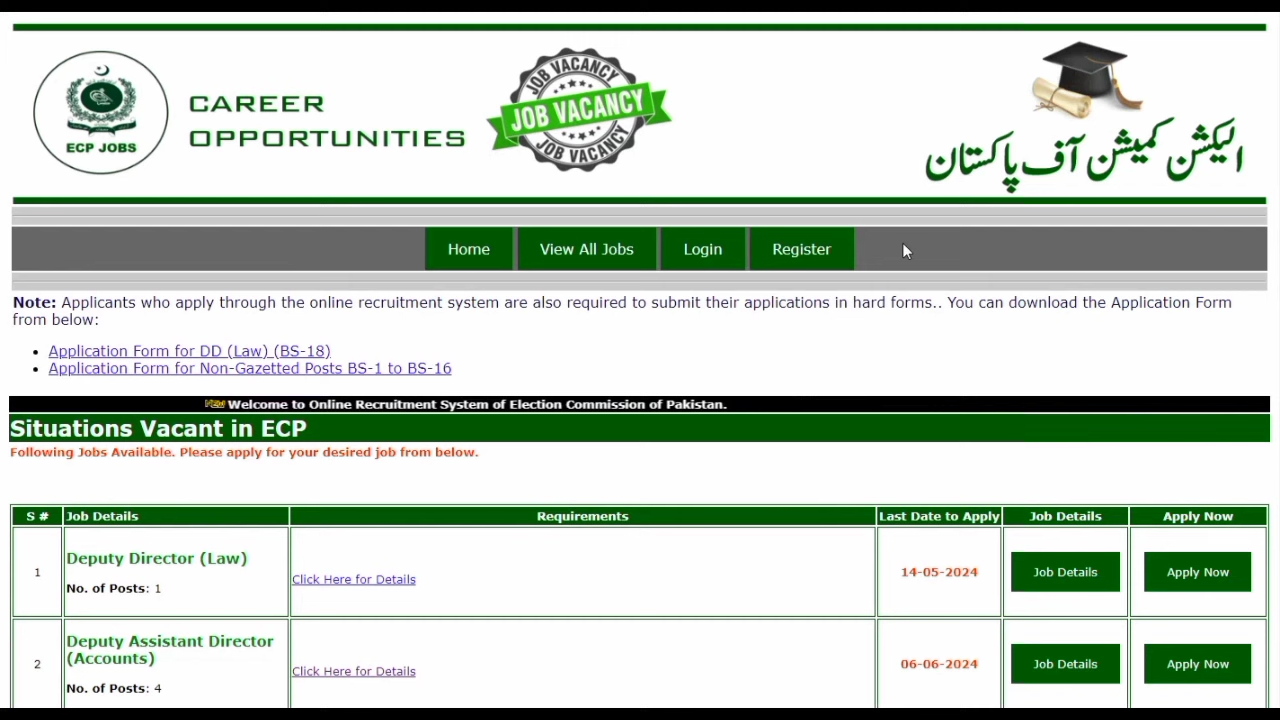 ECP JOBS
CAREER
OPPORTUNITIES
JOB VACANCY
JOB VACANCY
JOB VACANCY
الیکشن کمیشن آف پاکستان
Home
View All Jobs
Login
Register
Note: Applicants who apply through the online recruitment system are also required to submit their applications in hard forms.. You can download the Application Form
from below:
Application Form for DD (Law) (BS-18)
Application Form for Non-Gazetted Posts BS-1 to BS-16
NEW Welcome to Online Recruitment System of Election Commission of Pakistan.
Situations Vacant in ECP
Following Jobs Available. Please apply for your desired job from below.
S # Job Details Requirements Last Date to Apply Job Details Apply Now
1 Deputy Director (Law) Click Here for Details 14-05-2024 Job Details Apply Now
No. of Posts: 1
2 Deputy Assistant Director Click Here for Details 06-06-2024 Job Details Apply Now
(Accounts)
No. of Posts: 4